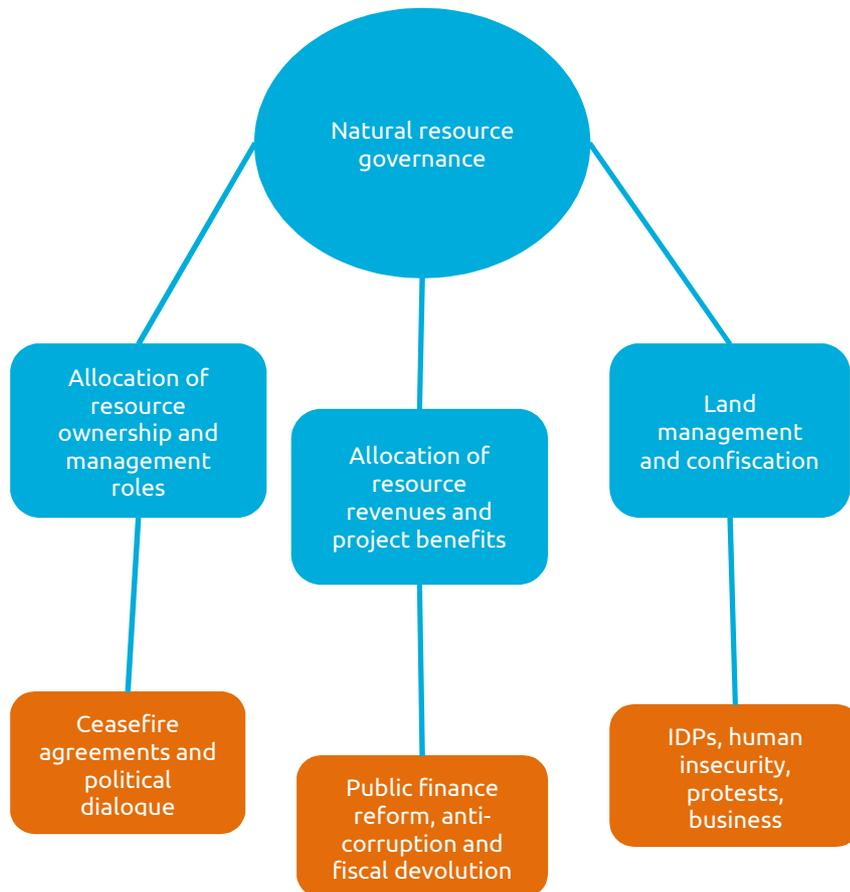 Natural resource
governance
Allocation of
resource
ownership and
management
roles
Allocation of
resource
revenues and
project benefits
Land
management
and confiscation
Ceasefire
agreements and
political
dialogue
Public finance
reform, anti-
corruption and
fiscal devolution
IDPs, human
insecurity,
protests,
business